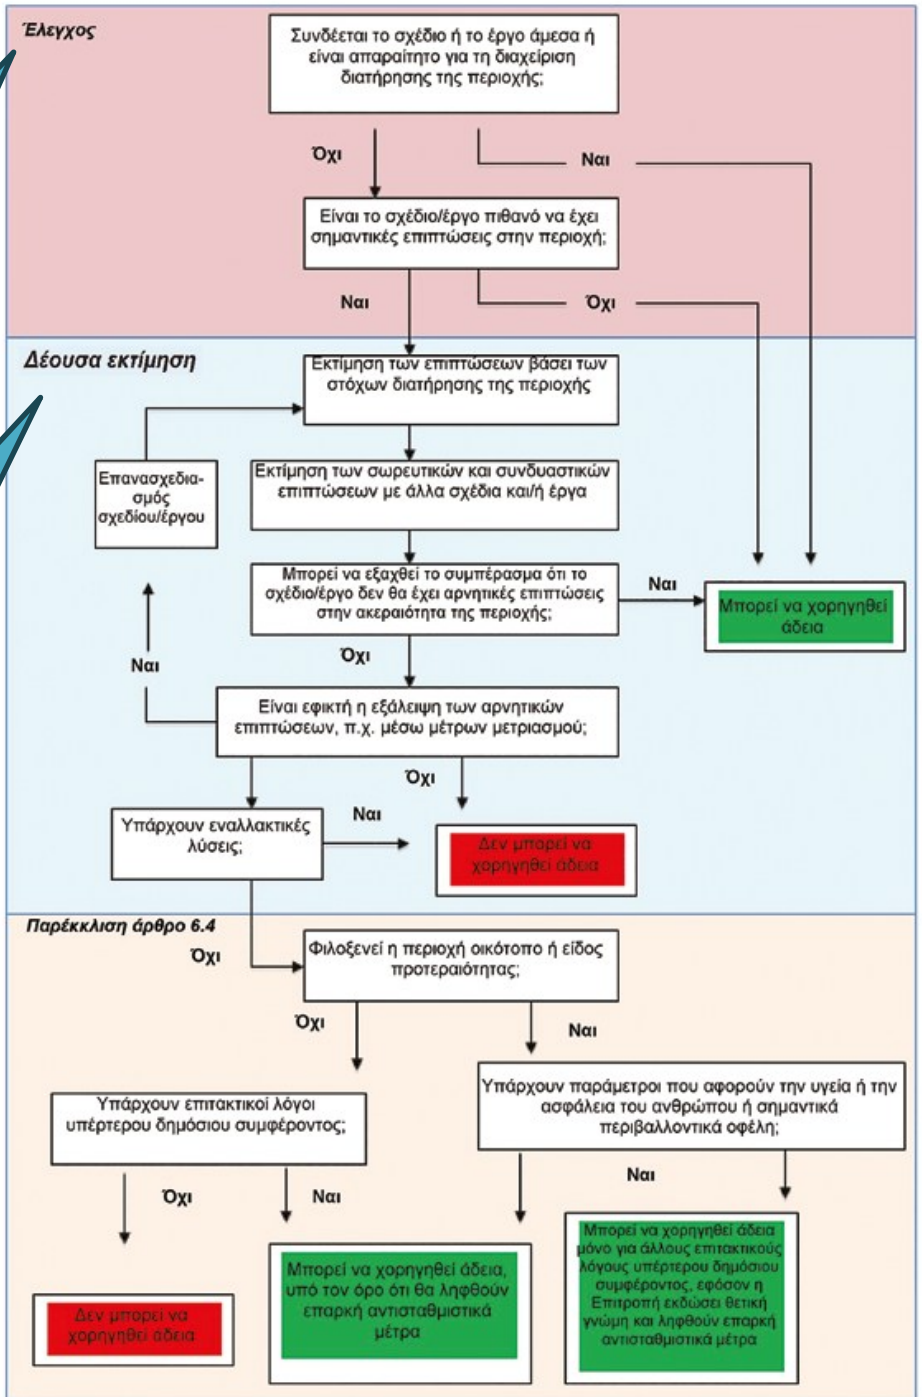 Έλεγχος
Συνδέεται το σχέδιο ή το έργο άμεσα ή
είναι απαραίτητο για τη διαχείριση
διατήρησης της περιοχής;
Όχι
Ναι
Είναι το σχέδιο/έργο πιθανό να έχει
σημαντικές επιπτώσεις στην περιοχή;
Ναι
Όχι
Δέουσα εκτίμηση
Εκτίμηση των επιπτώσεων βάσει των
στόχων διατήρησης της περιοχής
Επανασχεδια-
σμός
σχεδίου/έργου
Εκτίμηση των σωρευτικών και συνδυαστικών
επιπτώσεων με άλλα σχέδια και/ή έργα
Μπορεί να εξαχθεί το συμπέρασμα ότι το
σχέδιο/έργο δεν θα έχει αρνητικές επιπτώσεις
στην ακεραιότητα της περιοχής;
Ναι
Μπορεί να χορηγηθεί
άδεια
Όχι
Ναι
Είναι εφικτή η εξάλειψη των αρνητικών
επιπτώσεων, π.χ. μέσω μέτρων μετριασμού;
Όχι
Υπάρχουν εναλλακτικές
λύσεις;
Ναι
Δεν μπορεί να
χορηγηθεί άδεια
Παρέκκλιση άρθρο 6.4
Όχι
Φιλοξενεί η περιοχή οικότοπο ή είδος
προτεραιότητας;
Όχι
Ναι
Υπάρχουν επιτακτικοί λόγοι
υπέρτερου δημόσιου συμφέροντος;
Υπάρχουν παράμετροι που αφορούν την υγεία ή την
ασφάλεια του ανθρώπου ή σημαντικά
περιβαλλοντικά οφέλη;
Όχι
Ναι
Ναι
Δεν μπορεί να
χορηγηθεί άδεια
Μπορεί να χορηγηθεί άδεια,
υπό τον όρο ότι θα ληφθούν
επαρκή αντισταθμιστικά
μέτρα
Μπορεί να χορηγηθεί άδεια
μόνο για άλλους επιτακτικούς
λόγους υπέρτερου δημόσιου
συμφέροντος, εφόσον η
Επιτροπή εκδώσει θετική
γνώμη και ληφθούν επαρκή
αντισταθμιστικά μέτρα